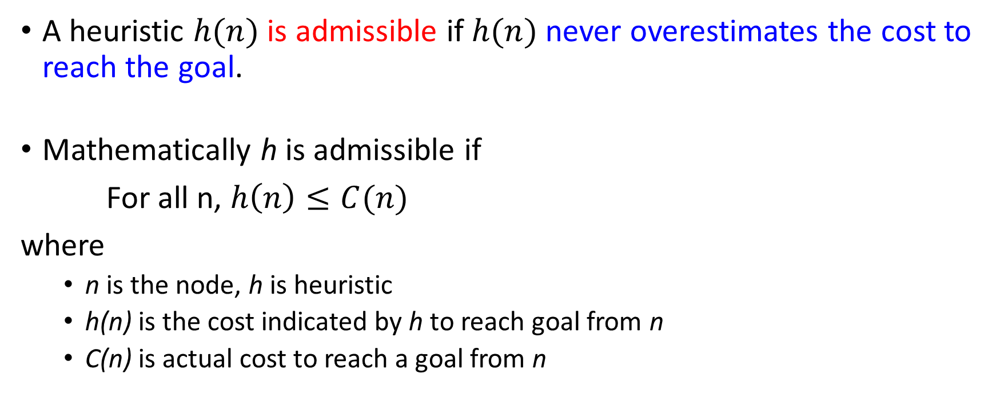 • A heuristic h(n) is admissible if h(n) never overestimates the cost to
reach the goal.
• Mathematically h is admissible if
For all n, h(n) ≤ C(n)
where
• n is the node, h is heuristic
• h(n) is the cost indicated by h to reach goal from n
• C(n) is actual cost to reach a goal from n